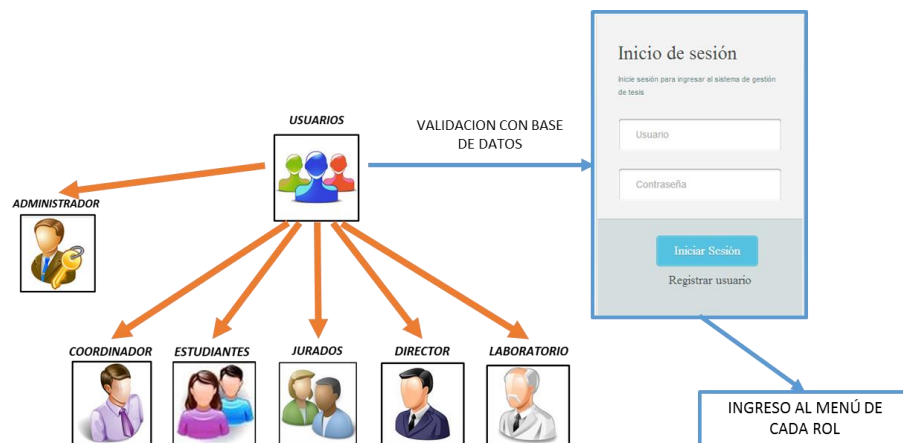 Inicio de sesión
Inicie sesión para ingresar al sistema de gestión
de tesis
USUARIOS
VALIDACION CON BASE
DE DATOS
Usuario
Contraseña
ADMINISTRADOR
Iniciar Sesión
Registrar usuario
COORDINADOR
ESTUDIANTES
JURADOS
DIRECTOR
LABORATORIO
INGRESO AL MENÚ DE
CADA ROL